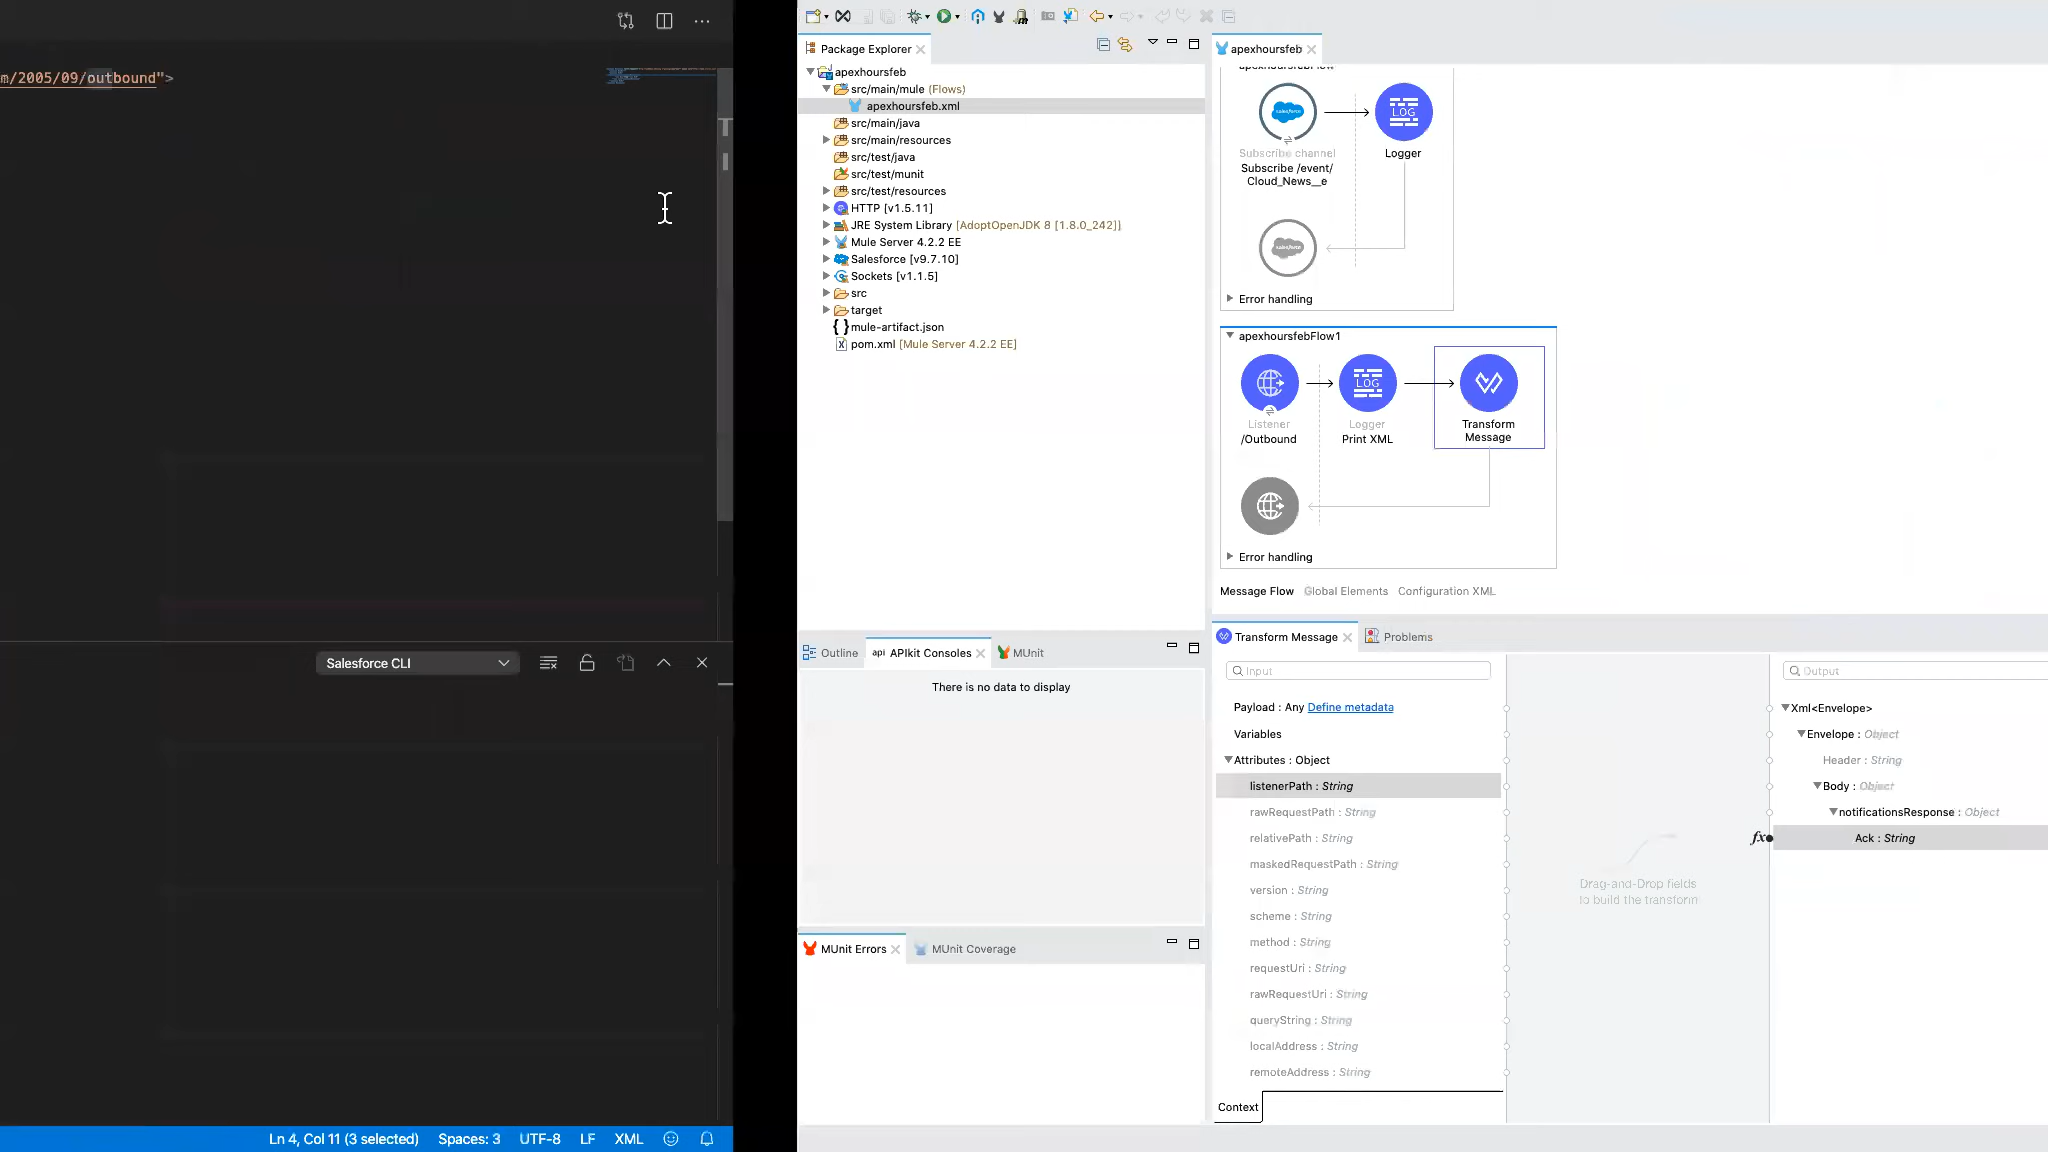 m/2005/09/outbound">
Salesforce CLI
Ln 4, Col 11 (3 selected) Spaces: 3 UTF-8 LF XML
Package Explorer
apexhoursfeb
src/main/mule (Flows)
apexhoursfeb.xml
src/main/java
src/main/resources
src/test/java
src/test/munit
src/test/resources
HTTP [v1.5.11]
JRE System Library [AdoptOpenJDK 8 [1.8.0_242]]
Mule Server 4.2.2 EE
Salesforce [v9.7.10]
Sockets [v1.1.5]
src
target
mule-artifact.json
pom.xml [Mule Server 4.2.2 EE]
Outline
api APIkit Consoles
MUnit
There is no data to display
MUnit Errors
MUnit Coverage
apexhoursfeb
apexhoursfebFlow
LOG
Subscribe channel
Subscribe /event/
Cloud_News__e
Logger
Error handling
apexhoursfebFlow1
LOG
Listener
/Outbound
Logger
Print XML
Transform
Message
Error handling
Message Flow Global Elements Configuration XML
Transform Message
Problems
Input
Payload : Any Define metadata
Variables
Attributes : Object
listenerPath : String
rawRequestPath : String
relativePath : String
maskedRequestPath : String
version : String
scheme : String
method : String
requestUri : String
rawRequestUri : String
queryString : String
localAddress : String
remoteAddress : String
Context
Drag-and-Drop fields
to build the transform
Output
Xml<Envelope>
Envelope : Object
Header : String
Body : Object
notificationsResponse : Object
fx
Ack : String